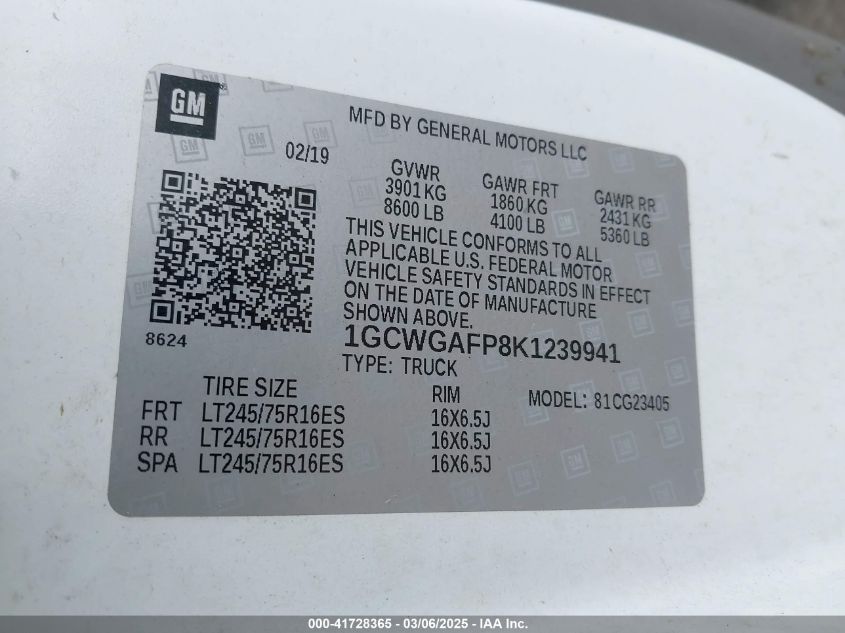 GM
MFD BY GENERAL MOTORS LLC
02/19
GVWR GAWR FRT GAWR RR
3901 KG 1860 KG 2431 KG
8600 LB 4100 LB 5360 LB
THIS VEHICLE CONFORMS TO ALL
APPLICABLE U.S. FEDERAL MOTOR
VEHICLE SAFETY STANDARDS IN EFFECT
ON THE DATE OF MANUFACTURE
SHOWN ABOVE.
8624
1GCWGAFP8K1239941
TYPE: TRUCK
TIRE SIZE RIM MODEL: 81CG23405
FRT LT245/75R16ES 16X6.5J
RR LT245/75R16ES 16X6.5J
SPA LT245/75R16ES 16X6.5J
000-41728365 - 03/06/2025 - IAA Inc.